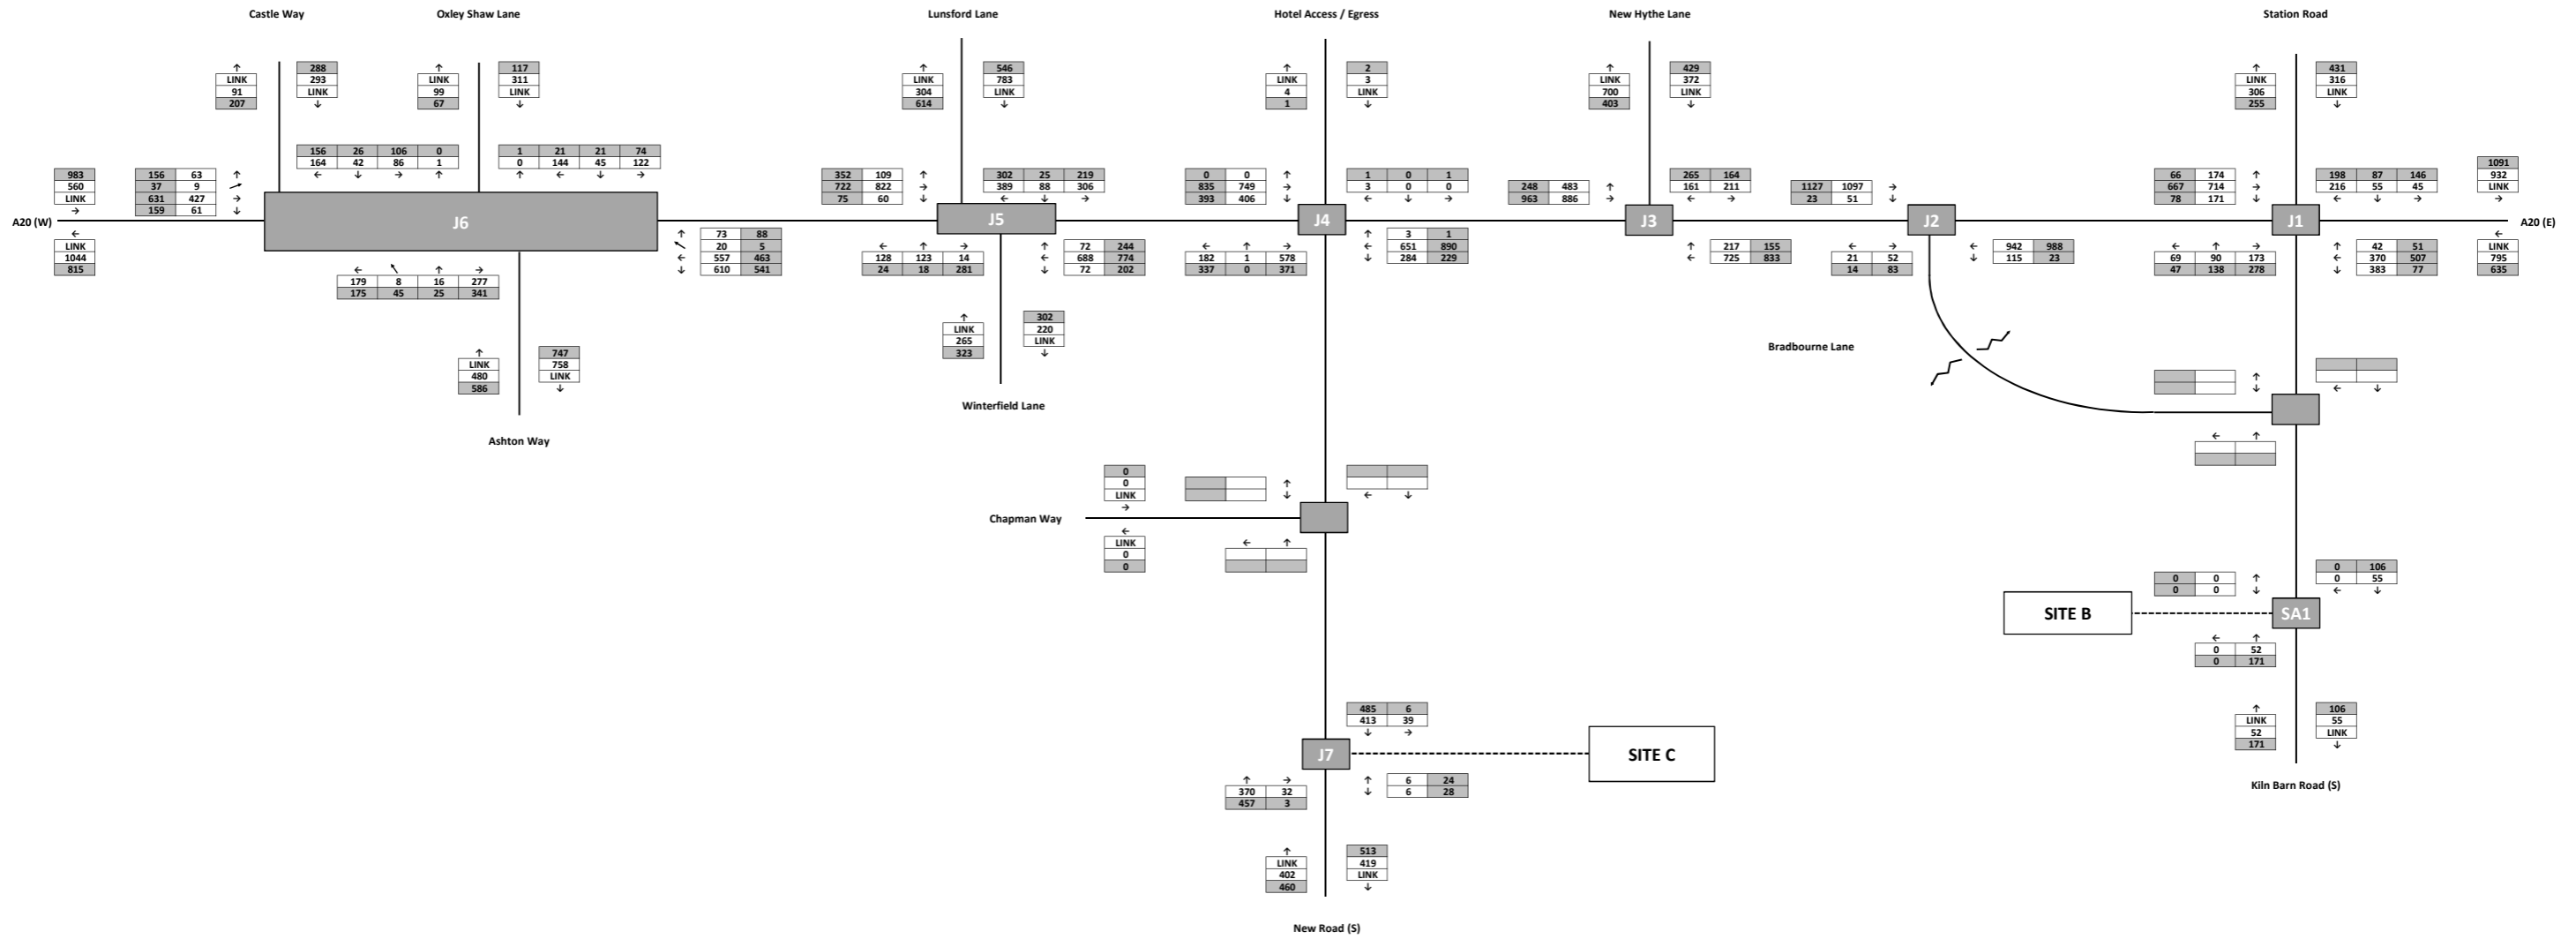 Castle Way
Oxley Shaw Lane
Lunsford Lane
Hotel Access / Egress
New Hythe Lane
Station Road
↑
LINK
91
207
288
293
LINK
↓
↑
LINK
99
67
117
311
LINK
↓
↑
LINK
304
614
546
783
LINK
↓
↑
LINK
4
1
2
3
LINK
↓
↑
LINK
700
403
429
372
LINK
↓
↑
LINK
306
255
431
316
LINK
↓
983
560
LINK
→
156 63 ↑
37 9 ↗
631 427 →
159 61 ↓
156 26 106 0
164 42 86 1
← ↓ → ↑
1 21 21 74
0 144 45 122
↑ ← ↓ →
352 109 ↑
722 822 →
75 60 ↓
302 25 219
389 88 306
← ↓ →
0 0 ↑
835 749 →
393 406 ↓
1 0 1
3 0 0
← ↓ →
248 483 ↑
963 886 →
265 164
161 211
← →
1127 1097 →
23 51 ↓
66 174 ↑
667 714 →
78 171 ↓
198 87 146
216 55 45
← ↓ →
1091
932
LINK
→
A20 (W)
J6
J5
J4
J3
J2
J1
A20 (E)
←
LINK
1044
815
← ↖ ↑ →
179 8 16 277
175 45 25 341
↑ 73 88
↖ 20 5
← 557 463
↓ 610 541
← ↑ →
128 123 14
24 18 281
↑ 72 244
← 688 774
↓ 72 202
← ↑ →
182 1 578
337 0 371
↑ 3 1
← 651 890
↓ 284 229
↑ 217 155
← 725 833
← →
21 52
14 83
← 942 988
↓ 115 23
← ↑ →
69 90 173
47 138 278
↑ 42 51
← 370 507
↓ 383 77
←
LINK
795
635
↑
LINK
480
586
747
758
LINK
↓
Ashton Way
↑
LINK
265
323
302
220
LINK
↓
Winterfield Lane
Bradbourne Lane
↑
↓
← ↓
← ↑
0
0
LINK
→
↑
↓
← ↓
Chapman Way
←
LINK
0
0
← ↑
0 0 ↑
0 0 ↓
0 106
0 55
← ↓
SITE B
SA1
← ↑
0 52
0 171
↑
LINK
52
171
106
55
LINK
↓
Kiln Barn Road (S)
485 6
413 39
↓ →
J7
SITE C
↑ →
370 32
457 3
↑ 6 24
↓ 6 28
↑
LINK
402
460
513
419
LINK
↓
New Road (S)